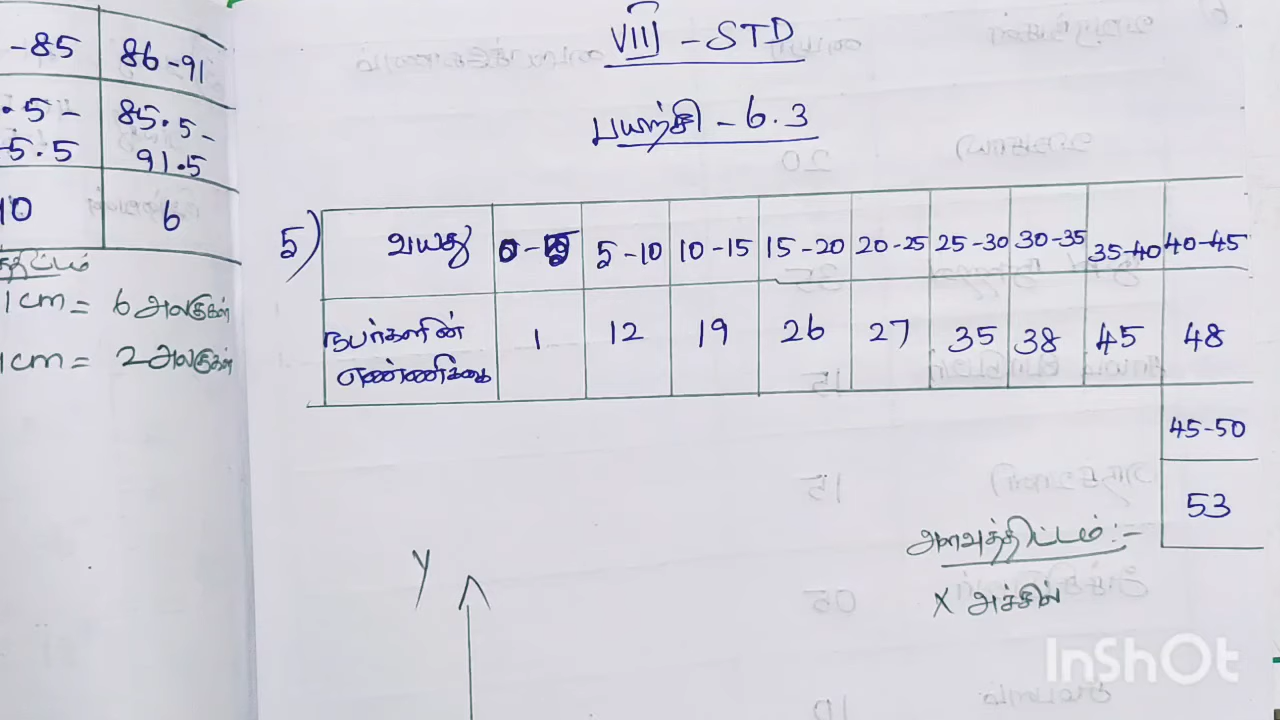 -85 86-91
.5- 85.5-
5.5 91.5
10 6
1cm = 6 அலகுகள்
1cm = 2 அலகுகள்
VIII - STD
பயிற்சி - 6.3
5) வயது 0-5 5-10 10-15 15-20 20-25 25-30 30-35 35-40 40-45
நபர்களின் 1 12 19 26 27 35 38 45 48
எண்ணிக்கை
45-50
53
அளவுத்திட்டம் :-
X அச்சில்
Y
InShOt